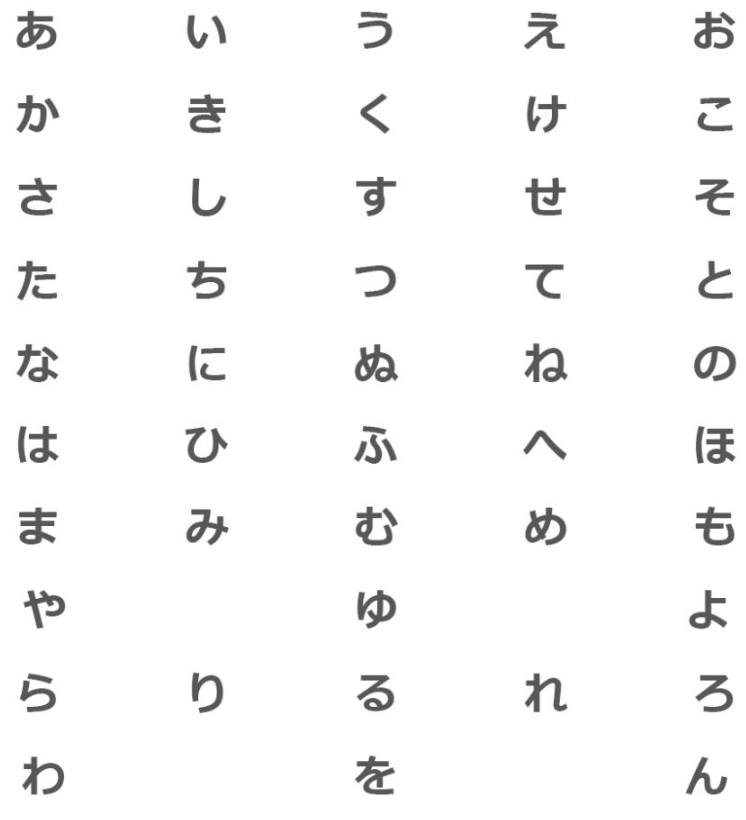 あ い う え お
か き く け こ
さ し す せ そ
た ち つ て と
な に ぬ ね の
は ひ ふ へ ほ
ま み む め も
や ゆ よ
ら り る れ ろ
わ を ん